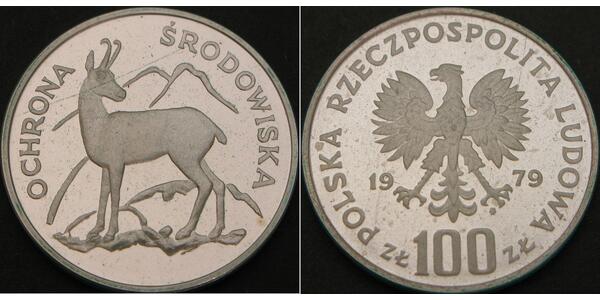 OCHRONA ŚRODOWISKA
POLSKA RZECZPOSPOLITA LUDOWA
19 79
ZŁ 100 ZŁ